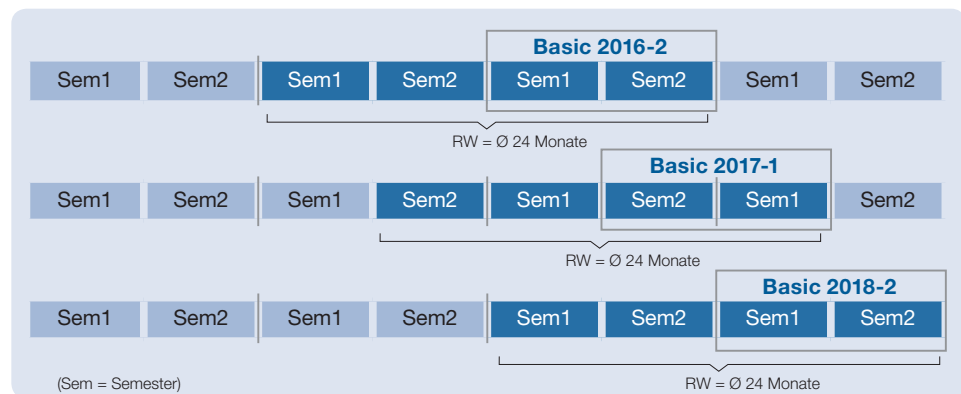 Basic 2016-2
Sem1 Sem2 Sem1 Sem2 Sem1 Sem2 Sem1 Sem2
RW = Ø 24 Monate
Basic 2017-1
Sem1 Sem2 Sem1 Sem2 Sem1 Sem2 Sem1 Sem2
RW = Ø 24 Monate
Basic 2018-2
Sem1 Sem2 Sem1 Sem2 Sem1 Sem2 Sem1 Sem2
(Sem = Semester) RW = Ø 24 Monate